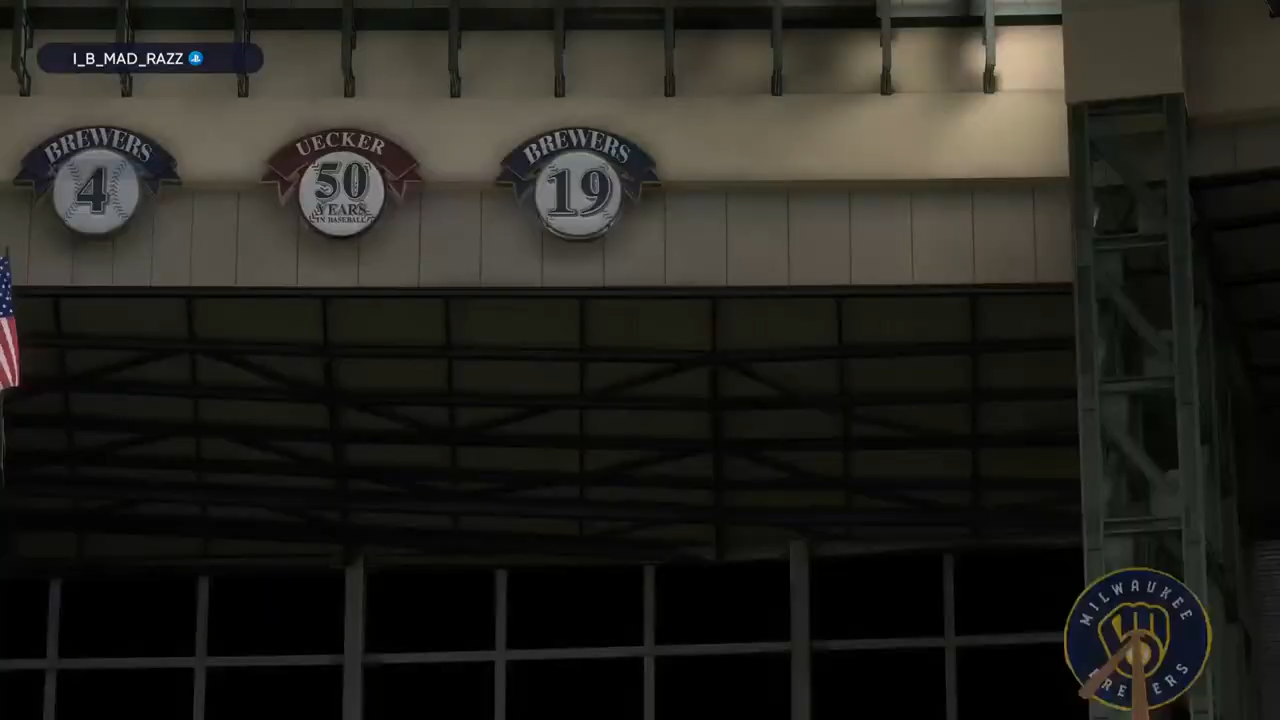 I_B_MAD_RAZZ
BREWERS
4
UECKER
50
YEARS
IN BASEBALL
BREWERS
19
MILWAUKEE
BREWERS